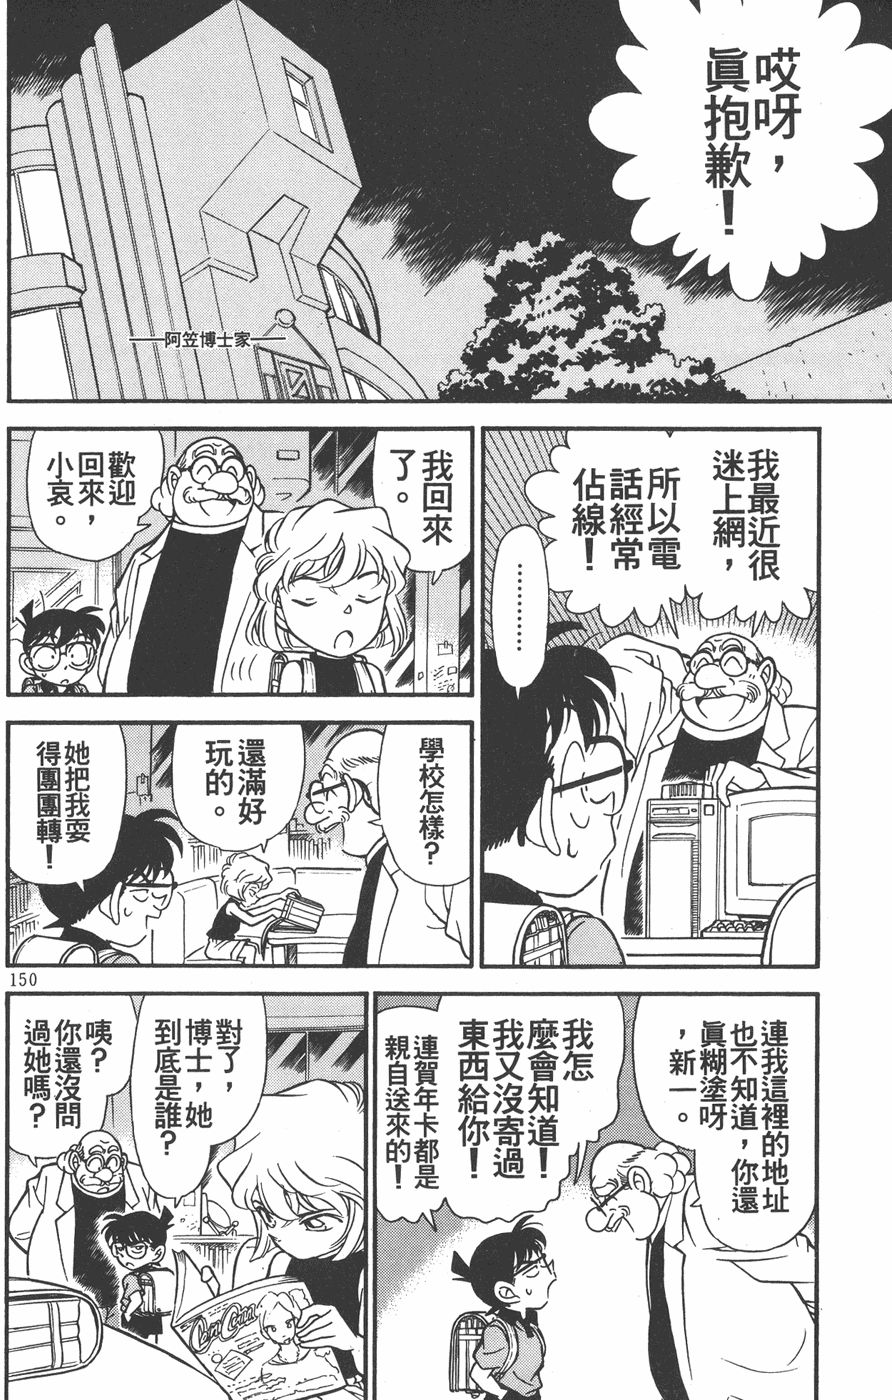 哎呀，
眞抱歉！
——阿笠博士家——
我最近很
迷上網，
所以電
話經常
佔線！
………
我回來
了。
歡迎
回來，
小哀。
學校怎樣？
還滿好
玩的。
她把我耍
得團團轉！
150
連我這裡的地址
也不知道，你還
眞糊塗呀
，新一。
我怎
麼會知道！
我又沒寄過
東西給你！
連賀年卡都是
親自送來的！
對了，
博士，她
到底是誰？
咦？
你還沒問
過她嗎？
Can Cam